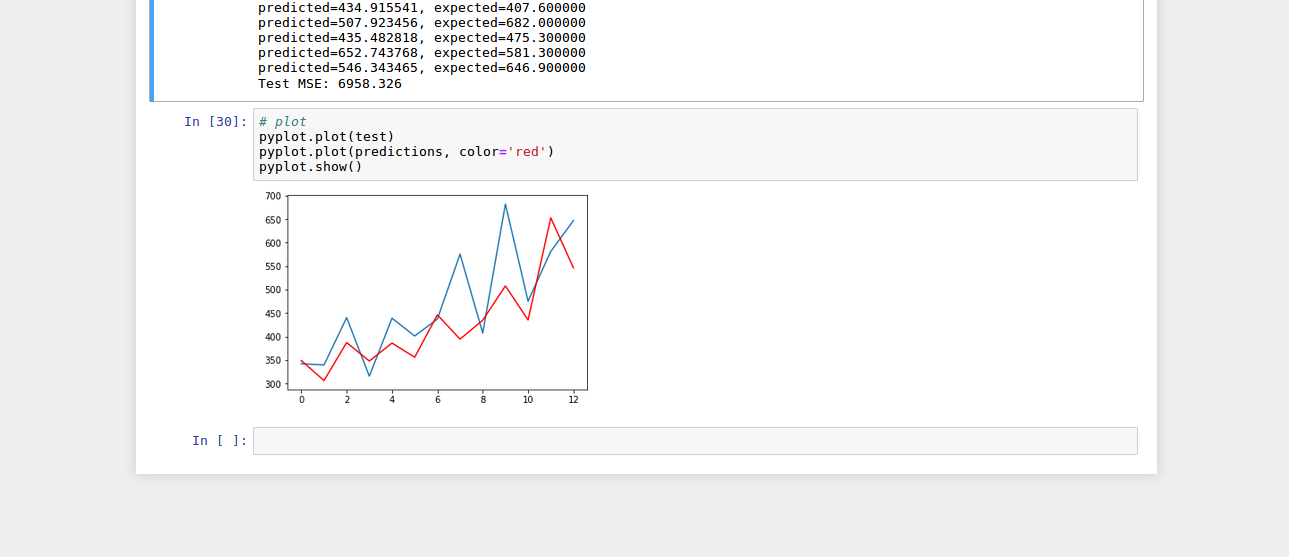 predicted=434.915541, expected=407.600000
predicted=507.923456, expected=682.000000
predicted=435.482818, expected=475.300000
predicted=652.743768, expected=581.300000
predicted=546.343465, expected=646.900000
Test MSE: 6958.326
In [30]:
# plot
pyplot.plot(test)
pyplot.plot(predictions, color='red')
pyplot.show()
700
650
600
550
500
450
400
350
300
0 2 4 6 8 10 12
In [ ]: